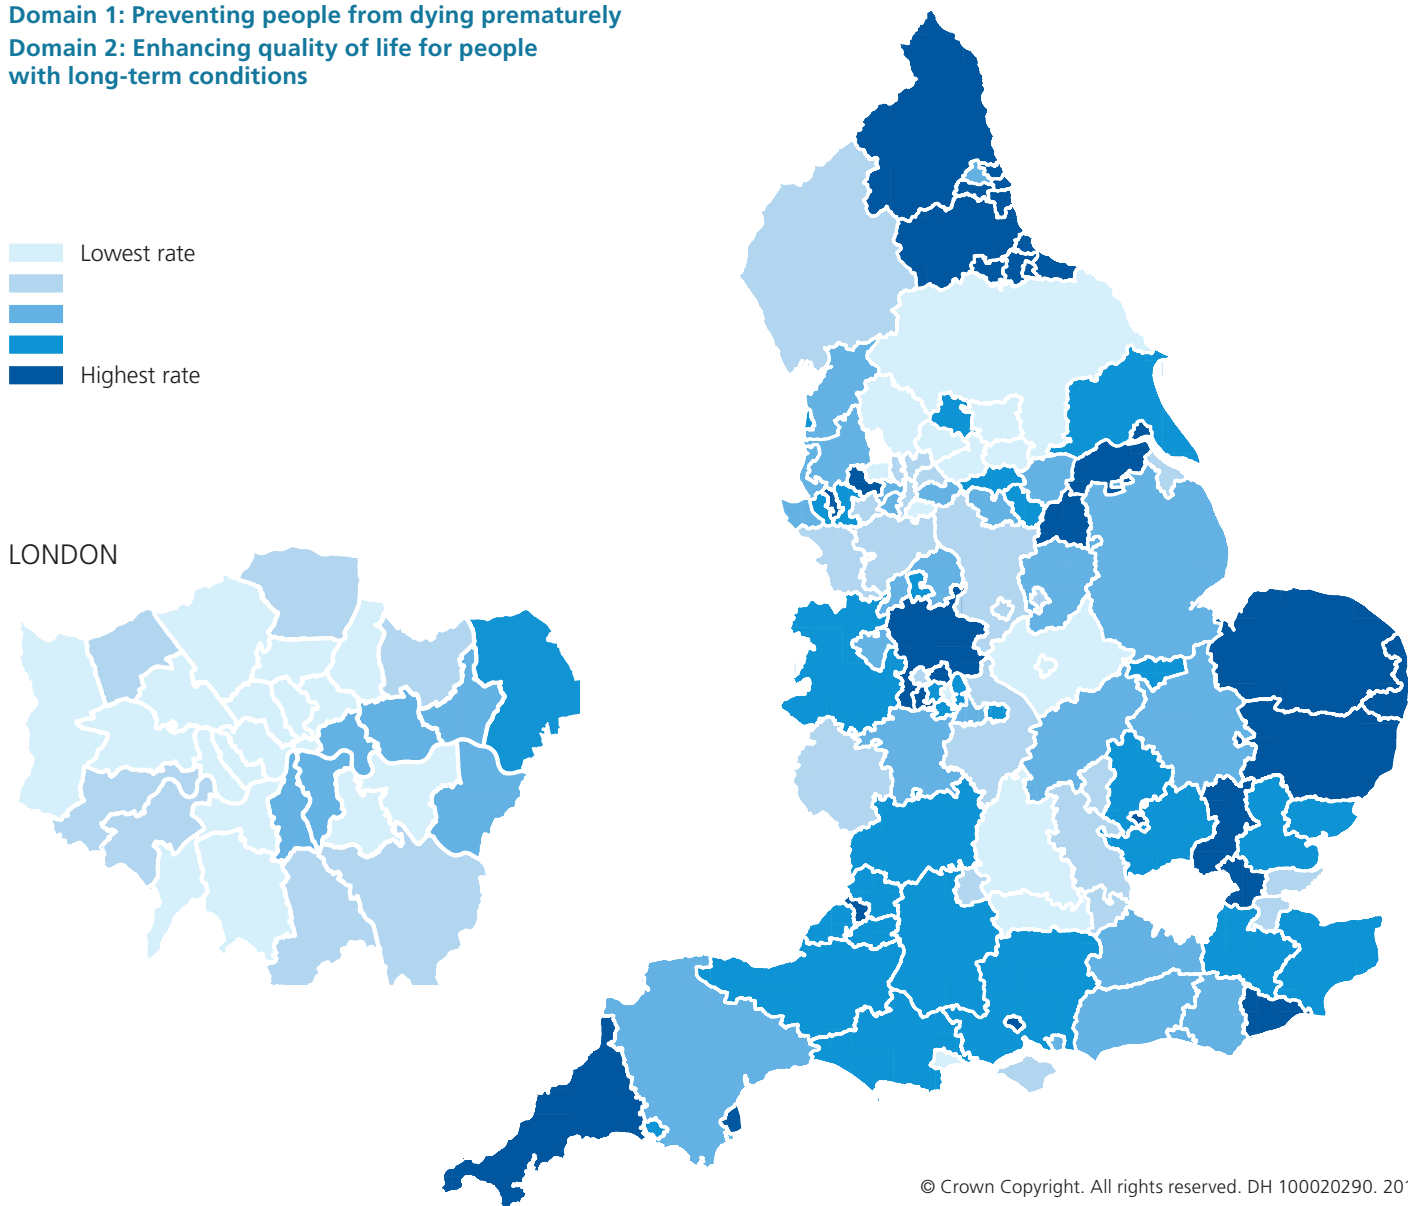 Domain 1: Preventing people from dying prematurely
Domain 2: Enhancing quality of life for people
with long-term conditions
Lowest rate
Highest rate
LONDON
© Crown Copyright. All rights reserved. DH 100020290. 201